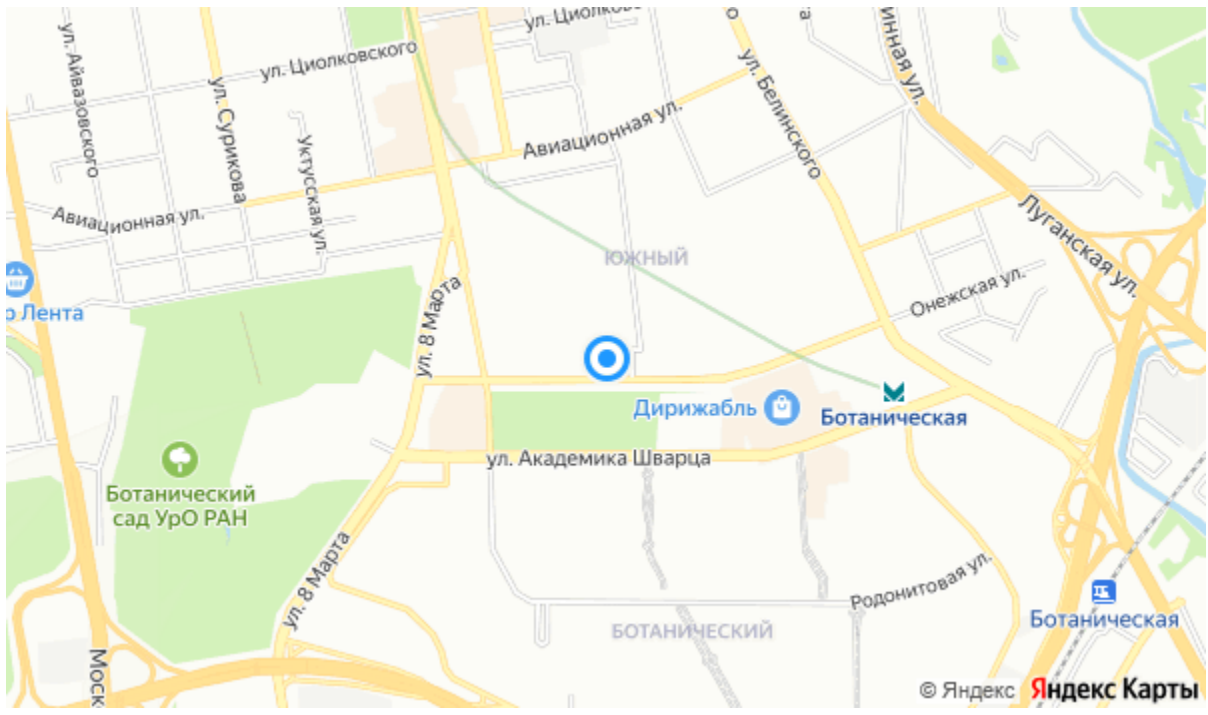 ул. Циолковского
ул. Айвазовского
ул. Сурикова
ул. Циолковского
Уктусская ул.
Авиационная ул.
ул. Белинского
Авиационная ул.
Луганская ул.
ЮЖНЫЙ
Лента
ул. 8 Марта
Онежская ул.
Дирижабль
Ботаническая
ул. Академика Шварца
Ботанический
сад УрО РАН
ул. 8 Марта
Родонитовая ул.
Ботаническая
БОТАНИЧЕСКИЙ
© Яндекс Яндекс Карты